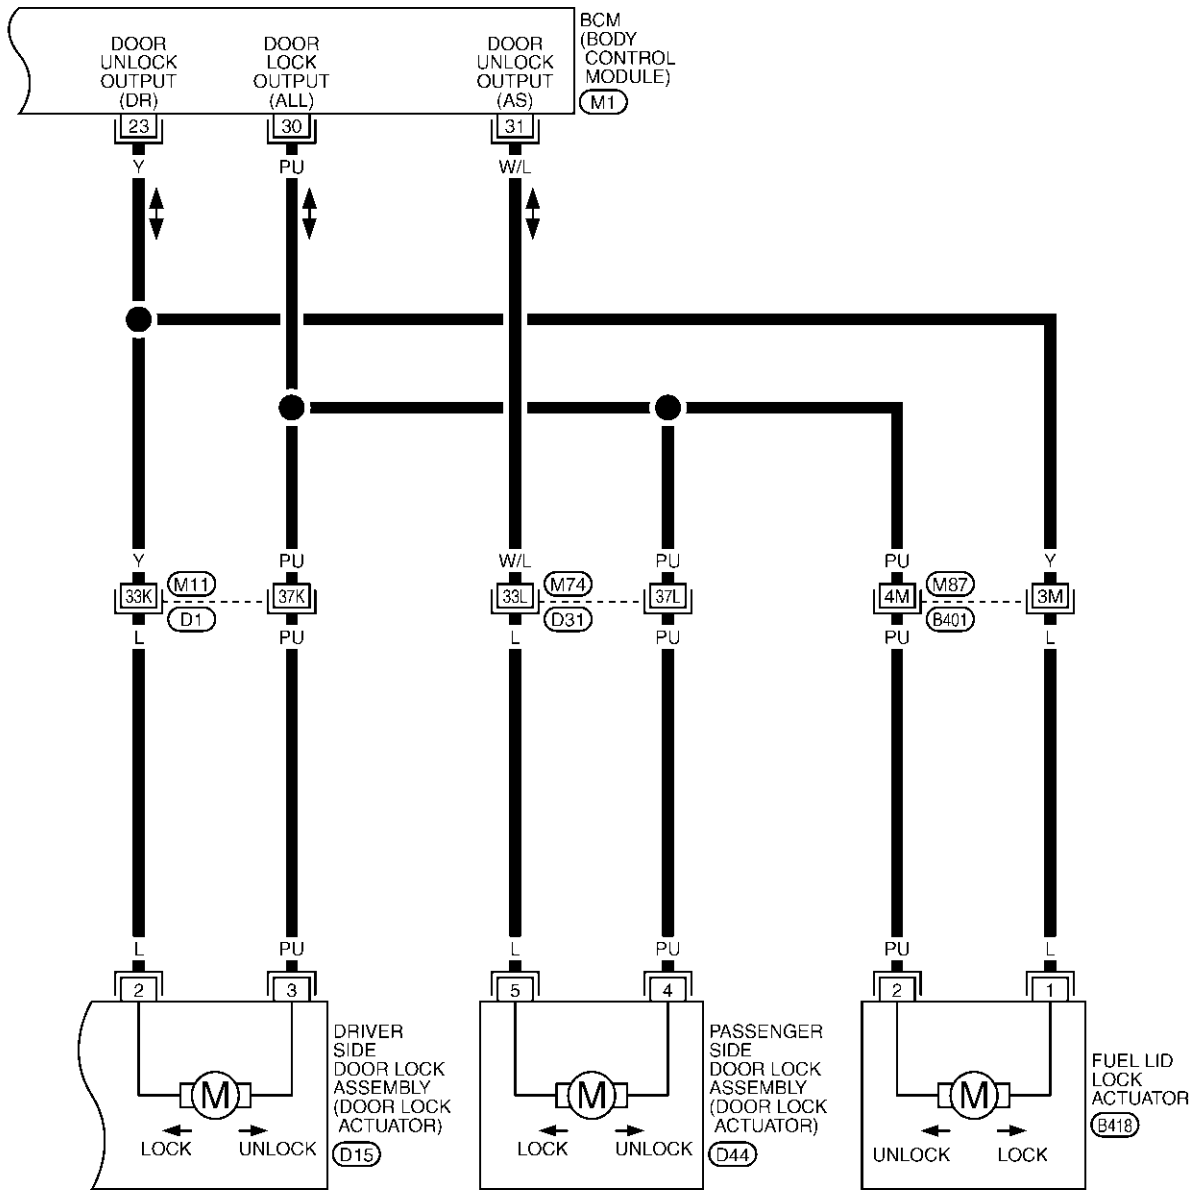 BCM
(BODY
CONTROL
MODULE)
M1
DOOR
UNLOCK
OUTPUT
(DR)
DOOR
LOCK
OUTPUT
(ALL)
DOOR
UNLOCK
OUTPUT
(AS)
23
30
31
Y
PU
W/L
Y
PU
W/L
PU
PU
Y
33K
M11
D1
37K
33L
M74
D31
37L
4M
M87
B401
3M
L
PU
L
PU
PU
L
L
PU
L
PU
PU
L
2
3
5
4
2
1
M
LOCK
UNLOCK
DRIVER
SIDE
DOOR LOCK
ASSEMBLY
(DOOR LOCK
ACTUATOR)
D15
M
LOCK
UNLOCK
PASSENGER
SIDE
DOOR LOCK
ASSEMBLY
(DOOR LOCK
ACTUATOR)
D44
M
UNLOCK
LOCK
FUEL LID
LOCK
ACTUATOR
B418